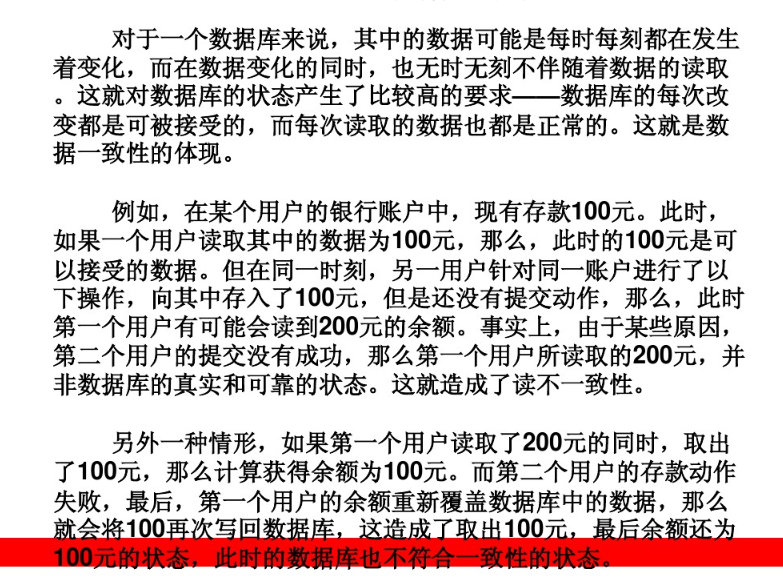 对于一个数据库来说，其中的数据可能是每时每刻都在发生
着变化，而在数据变化的同时，也无时无刻不伴随着数据的读取
。这就对数据库的状态产生了比较高的要求——数据库的每次改
变都是可被接受的，而每次读取的数据也都是正常的。这就是数
据一致性的体现。
例如，在某个用户的银行账户中，现有存款100元。此时，
如果一个用户读取其中的数据为100元，那么，此时的100元是可
以接受的数据。但在同一时刻，另一用户针对同一账户进行了以
下操作，向其中存入了100元，但是还没有提交动作，那么，此时
第一个用户有可能会读到200元的余额。事实上，由于某些原因，
第二个用户的提交没有成功，那么第一个用户所读取的200元，并
非数据库的真实和可靠的状态。这就造成了读不一致性。
另外一种情形，如果第一个用户读取了200元的同时，取出
了100元，那么计算获得余额为100元。而第二个用户的存款动作
失败，最后，第一个用户的余额重新覆盖数据库中的数据，那么
就会将100再次写回数据库，这造成了取出100元，最后余额还为
100元的状态，此时的数据库也不符合一致性的状态。